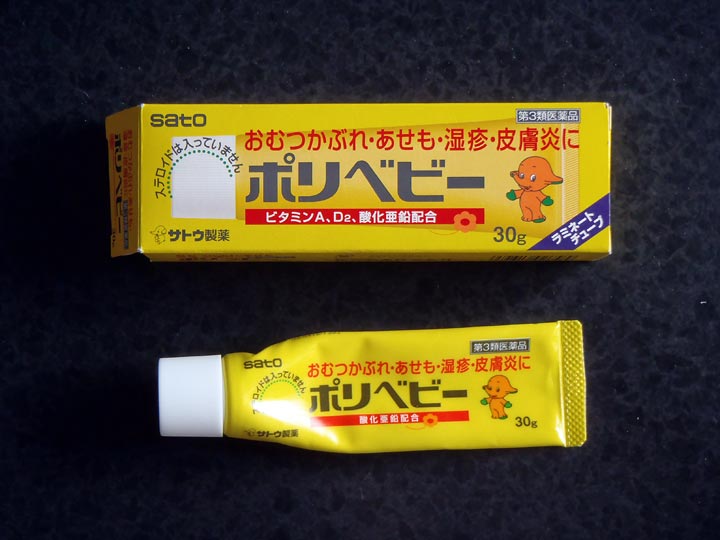 sato
第3類医薬品
おむつかぶれ・あせも・湿疹・皮膚炎に
ステロイドは入っていません
ポリベビー
ビタミンA、D2、酸化亜鉛配合
サトウ製薬
30g
ラミネート
チューブ
sato
第3類医薬品
おむつかぶれ・あせも・湿疹・皮膚炎に
ステロイドは入っていません
ポリベビー
酸化亜鉛配合
サトウ製薬
30g